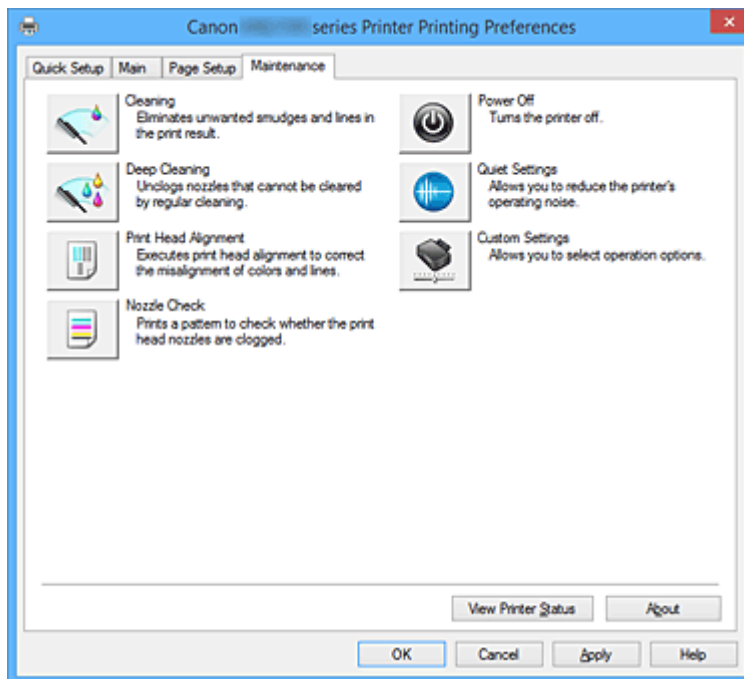 Canon series Printer Printing Preferences
Quick Setup Main Page Setup Maintenance
Cleaning
Eliminates unwanted smudges and lines in
the print result.
Deep Cleaning
Unclogs nozzles that cannot be cleared
by regular cleaning.
Print Head Alignment
Executes print head alignment to correct
the misalignment of colors and lines.
Nozzle Check
Prints a pattern to check whether the print
head nozzles are clogged.
Power Off
Turns the printer off.
Quiet Settings
Allows you to reduce the printer's
operating noise.
Custom Settings
Allows you to select operation options.
View Printer Status About
OK Cancel Apply Help